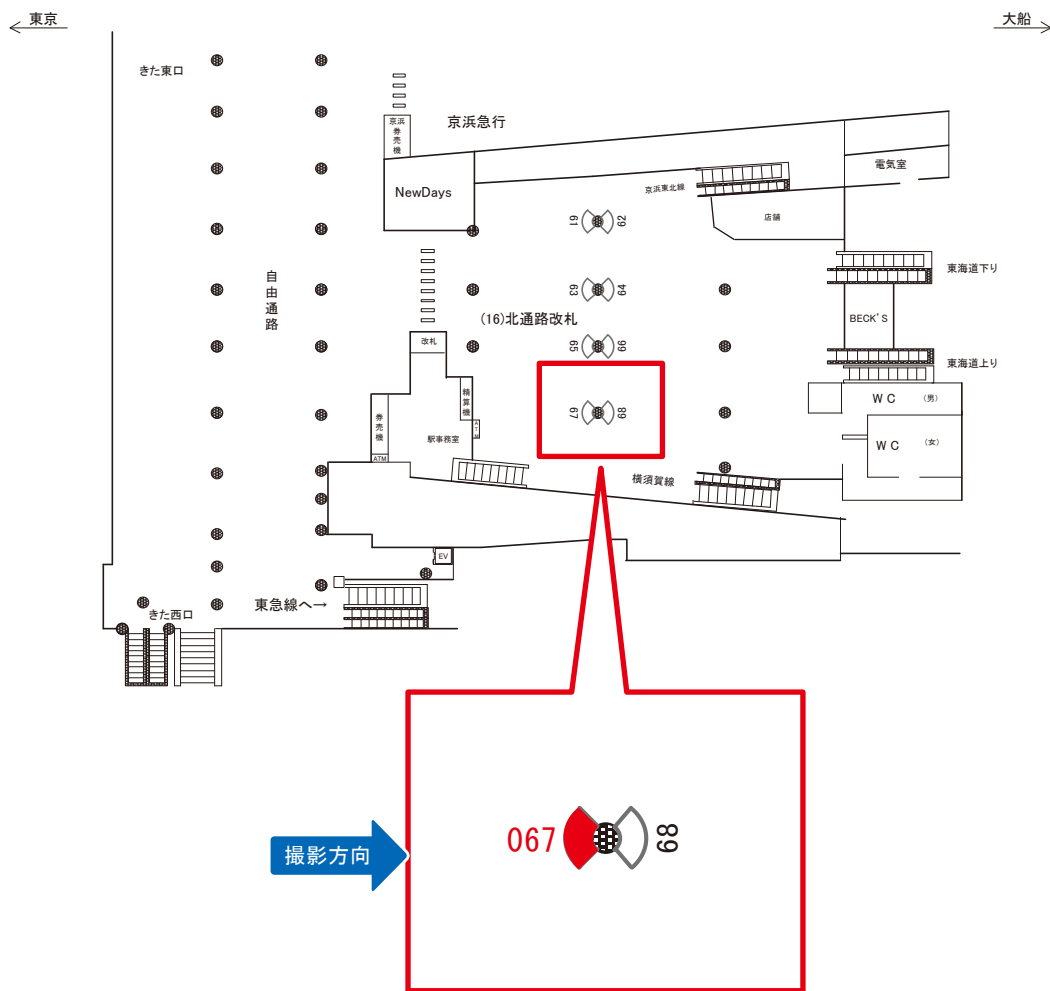 東京
大船
きた東口
京浜急行
京浜
券売機
NewDays
電気室
京浜東北線
店舗
61
62
自由通路
東海道下り
63
64
BECK'S
(16)北通路改札
改札
65
66
東海道上り
精算機
券売機
67
68
ATM
WC
(男)
駅事務室
WC
(女)
ATM
横須賀線
EV
東急線へ→
きた西口
067
68
撮影方向